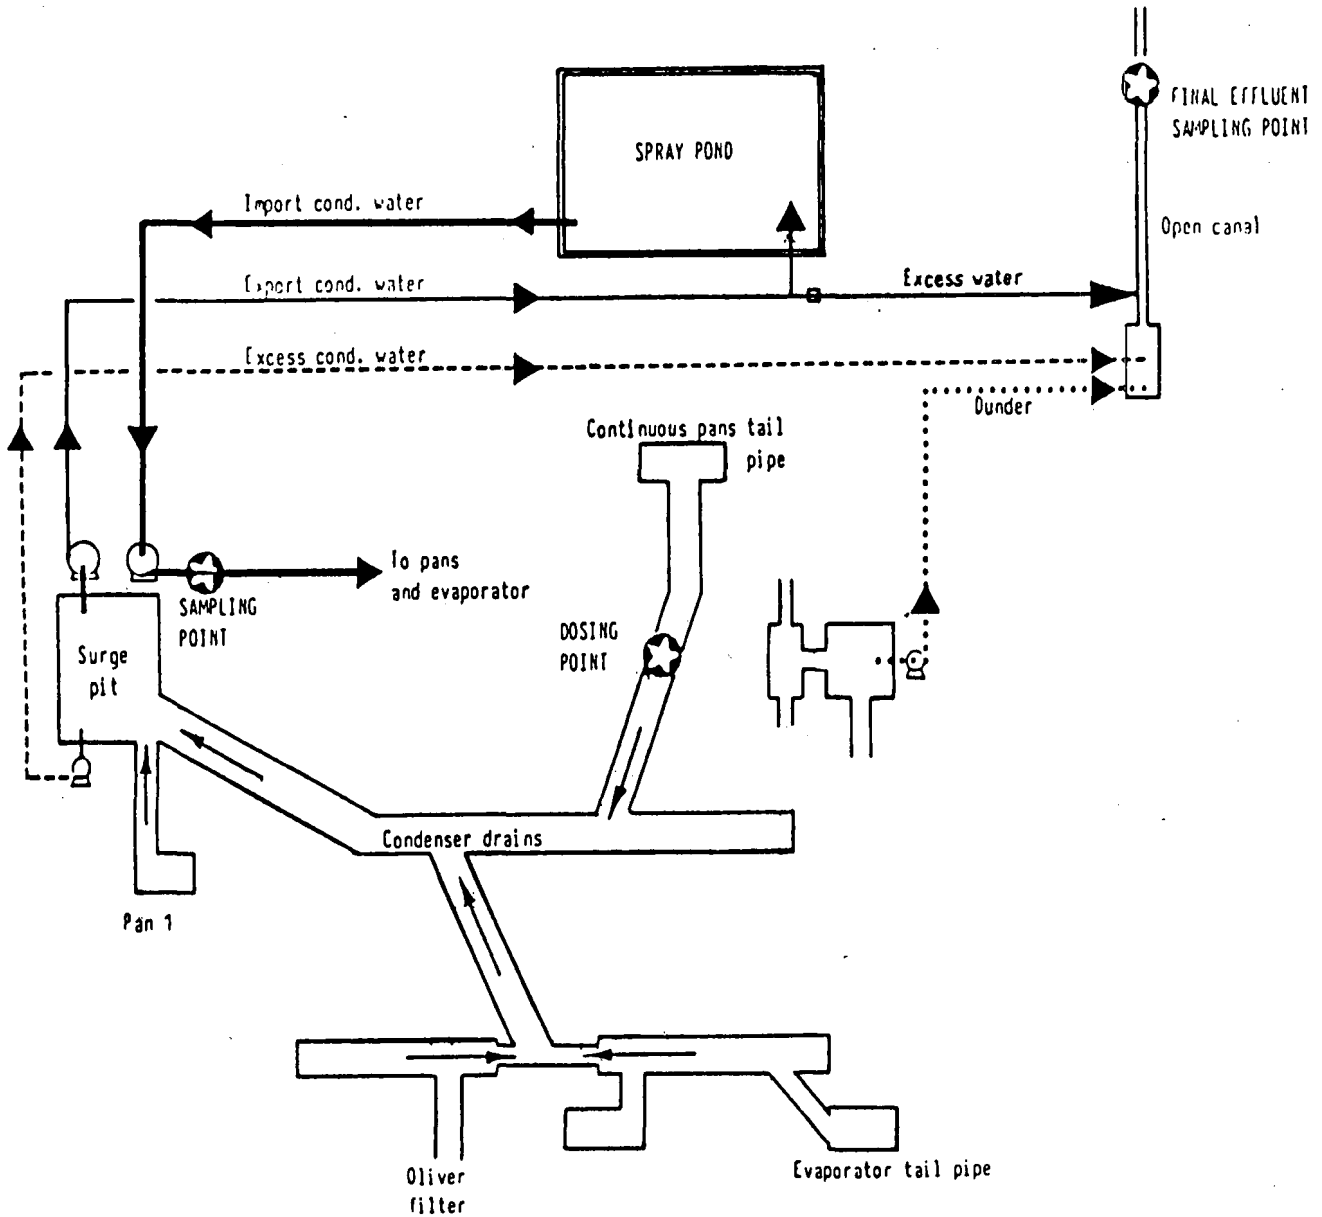 FINAL EFFLUENT
SAMPLING POINT
SPRAY POND
Import cond. water
Open canal
Export cond. water
Excess water
Excess cond. water
Dunder
Continuous pans tail
pipe
To pans
and evaporator
SAMPLING
POINT
DOSING
POINT
Surge
pit
Condenser drains
Pan 1
Oliver
filter
Evaporator tail pipe